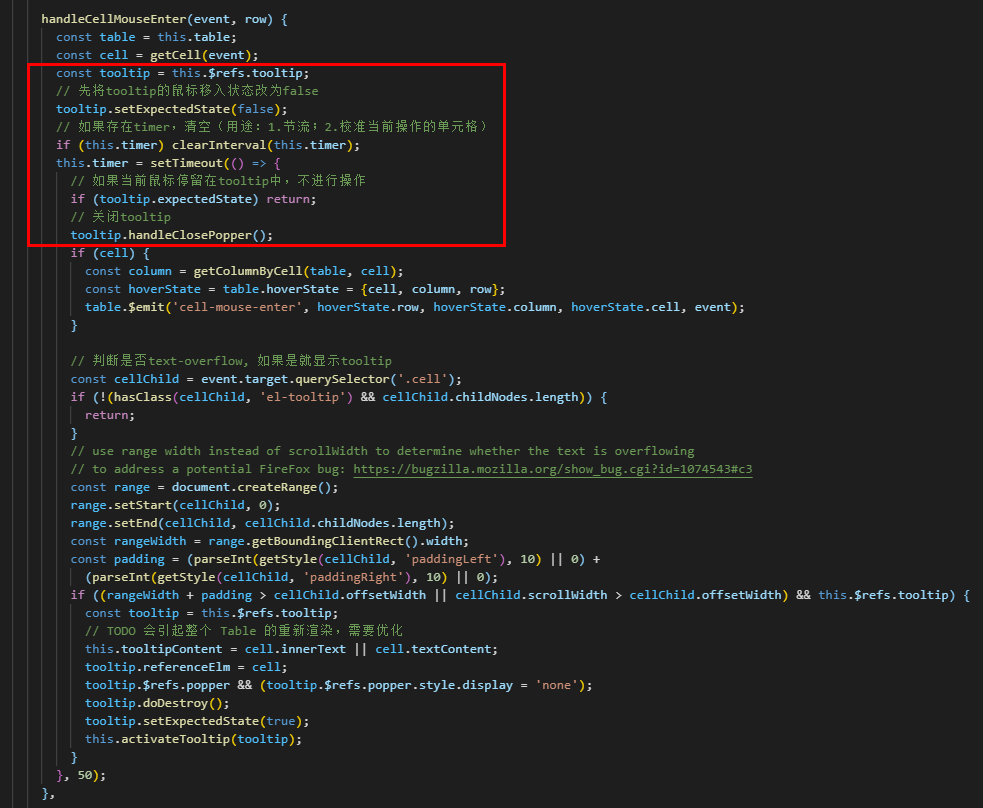 handleCellMouseEnter(event, row) {
const table = this.table;
const cell = getCell(event);
const tooltip = this.$refs.tooltip;
// 先将tooltip的鼠标移入状态改为false
tooltip.setExpectedState(false);
// 如果存在timer，清空（用途：1.节流；2.校准当前操作的单元格）
if (this.timer) clearInterval(this.timer);
this.timer = setTimeout(() => {
// 如果当前鼠标停留在tooltip中，不进行操作
if (tooltip.expectedState) return;
// 关闭tooltip
tooltip.handleClosePopper();
if (cell) {
const column = getColumnByCell(table, cell);
const hoverState = table.hoverState = {cell, column, row};
table.$emit('cell-mouse-enter', hoverState.row, hoverState.column, hoverState.cell, event);
}
// 判断是否text-overflow, 如果是就显示tooltip
const cellChild = event.target.querySelector('.cell');
if (!(hasClass(cellChild, 'el-tooltip') && cellChild.childNodes.length)) {
return;
}
// use range width instead of scrollWidth to determine whether the text is overflowing
// to address a potential FireFox bug: https://bugzilla.mozilla.org/show_bug.cgi?id=1074543#c3
const range = document.createRange();
range.setStart(cellChild, 0);
range.setEnd(cellChild, cellChild.childNodes.length);
const rangeWidth = range.getBoundingClientRect().width;
const padding = (parseInt(getStyle(cellChild, 'paddingLeft'), 10) || 0) +
(parseInt(getStyle(cellChild, 'paddingRight'), 10) || 0);
if ((rangeWidth + padding > cellChild.offsetWidth || cellChild.scrollWidth > cellChild.offsetWidth) && this.$refs.tooltip) {
const tooltip = this.$refs.tooltip;
// TODO 会引起整个 Table 的重新渲染，需要优化
this.tooltipContent = cell.innerText || cell.textContent;
tooltip.referenceElm = cell;
tooltip.$refs.popper && (tooltip.$refs.popper.style.display = 'none');
tooltip.doDestroy();
tooltip.setExpectedState(true);
this.activateTooltip(tooltip);
}
}, 50);
},